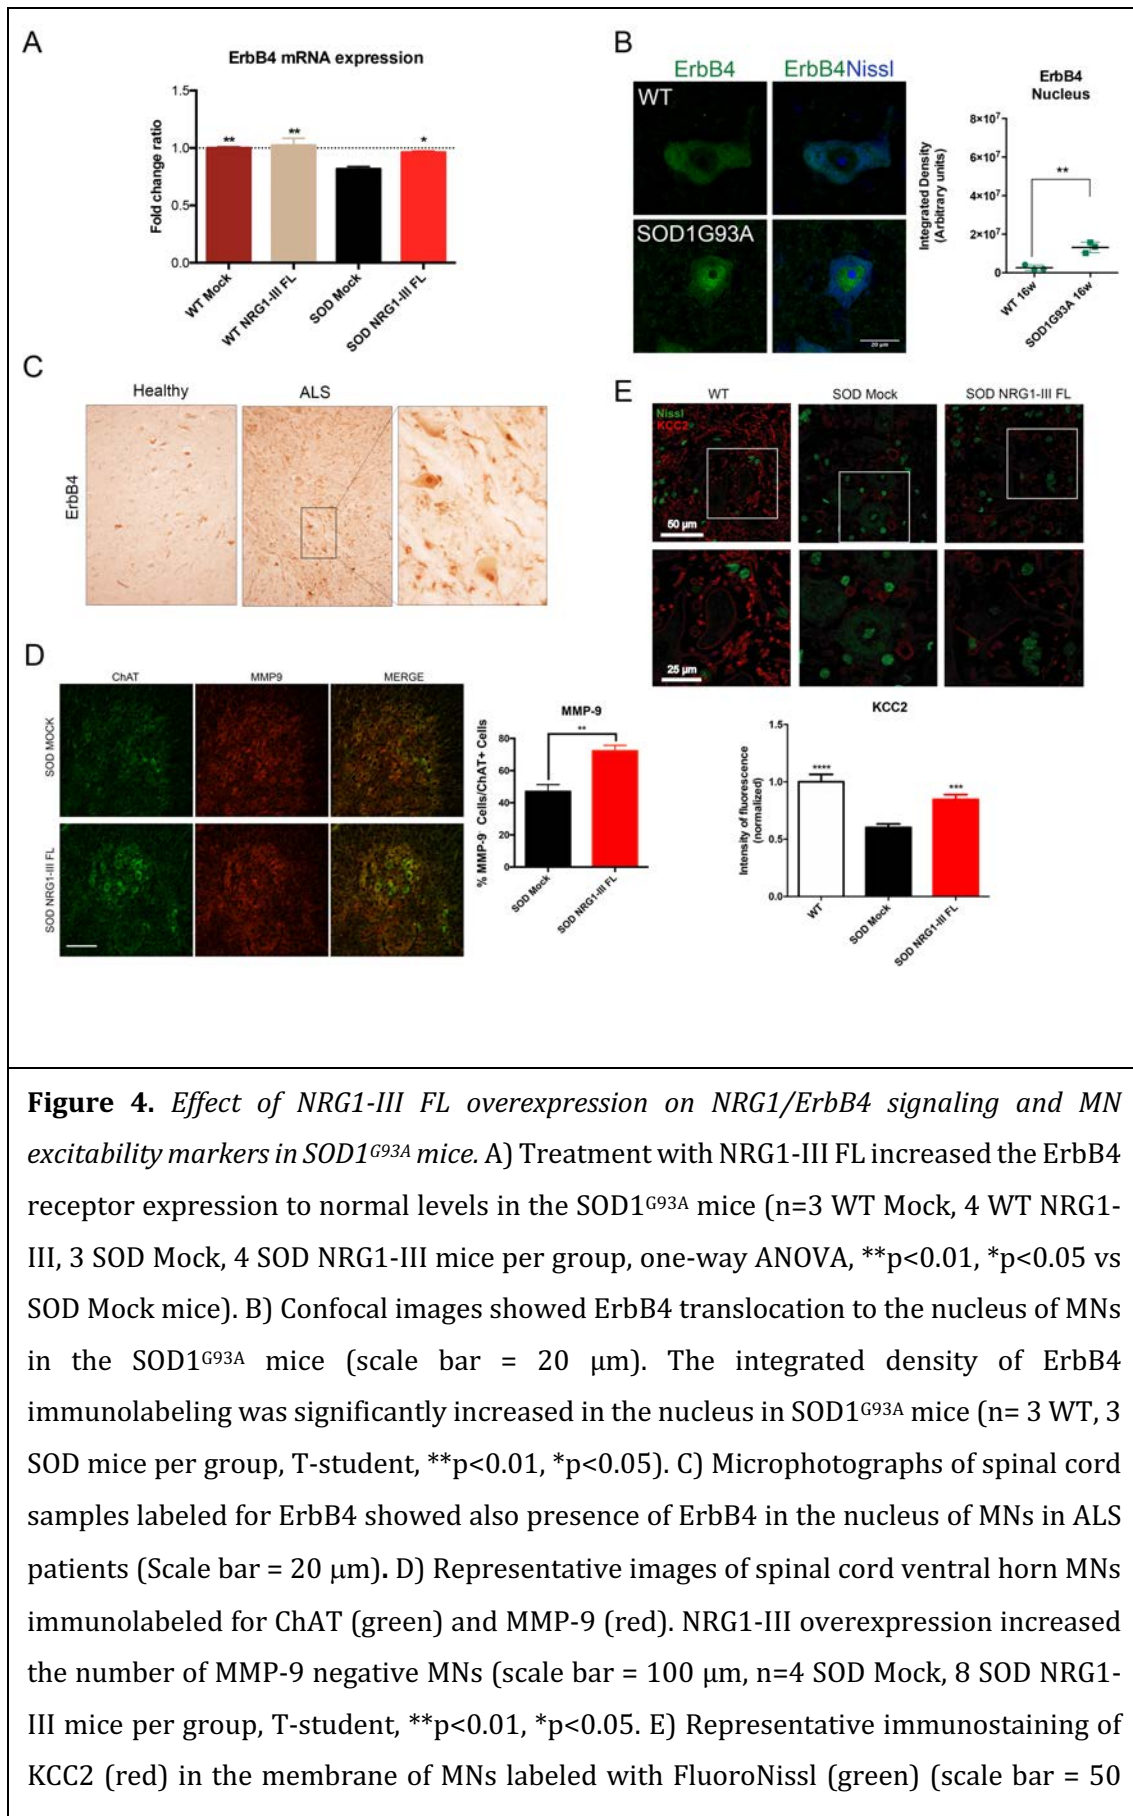 A
ErbB4 mRNA expression
Fold change ratio
1.5
1.0
0.5
0.0
**
**
*
WT Mock
WT NRG1-III FL
SOD Mock
SOD NRG1-III FL
B
ErbB4
ErbB4Nissl
WT
SOD1G93A
20 µm
ErbB4
Nucleus
Integrated Density
(Arbitrary units)
8×10⁷
6×10⁷
4×10⁷
2×10⁷
0
**
WT 16w
SOD1G93A 16w
C
Healthy
ALS
ErbB4
D
ChAT
MMP9
MERGE
SOD MOCK
SOD NRG1-III FL
MMP-9
% MMP-9⁻ Cells/ChAT+ Cells
80
60
40
20
0
**
SOD Mock
SOD NRG1-III FL
E
WT
SOD Mock
SOD NRG1-III FL
Nissl
KCC2
50 µm
25 µm
KCC2
Intensity of fluorescence
(normalized)
1.5
1.0
0.5
0.0
****
***
WT
SOD Mock
SOD NRG1-III FL
Figure 4. Effect of NRG1-III FL overexpression on NRG1/ErbB4 signaling and MN
excitability markers in SOD1ᴳ⁹³ᴬ mice. A) Treatment with NRG1-III FL increased the ErbB4
receptor expression to normal levels in the SOD1ᴳ⁹³ᴬ mice (n=3 WT Mock, 4 WT NRG1-
III, 3 SOD Mock, 4 SOD NRG1-III mice per group, one-way ANOVA, **p<0.01, *p<0.05 vs
SOD Mock mice). B) Confocal images showed ErbB4 translocation to the nucleus of MNs
in the SOD1ᴳ⁹³ᴬ mice (scale bar = 20 µm). The integrated density of ErbB4
immunolabeling was significantly increased in the nucleus in SOD1ᴳ⁹³ᴬ mice (n= 3 WT, 3
SOD mice per group, T-student, **p<0.01, *p<0.05). C) Microphotographs of spinal cord
samples labeled for ErbB4 showed also presence of ErbB4 in the nucleus of MNs in ALS
patients (Scale bar = 20 µm). D) Representative images of spinal cord ventral horn MNs
immunolabeled for ChAT (green) and MMP-9 (red). NRG1-III overexpression increased
the number of MMP-9 negative MNs (scale bar = 100 µm, n=4 SOD Mock, 8 SOD NRG1-
III mice per group, T-student, **p<0.01, *p<0.05. E) Representative immunostaining of
KCC2 (red) in the membrane of MNs labeled with FluoroNissl (green) (scale bar = 50